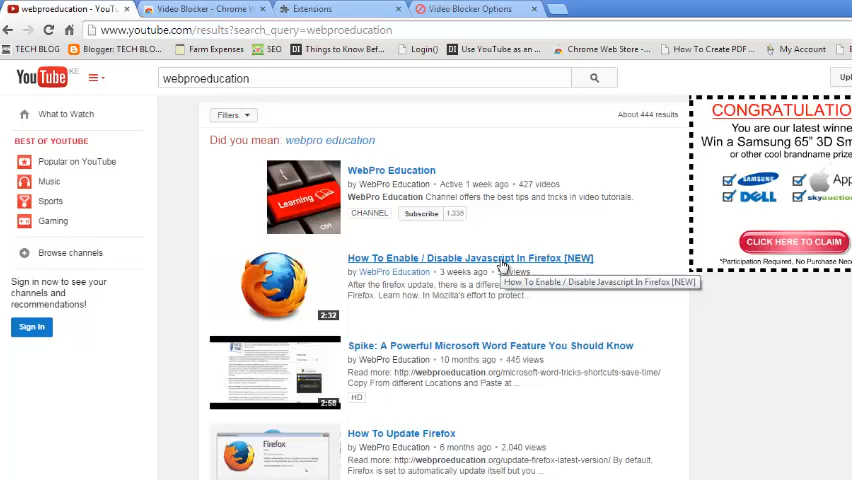 webproeducation - YouT
Video Blocker - Chrome W
Extensions
Video Blocker Options
www.youtube.com/results?search_query=webproeducation
TECH BLOG
Blogger: TECH BLO
Farm Expenses
SEO
Things to Know Bef
Login()
Use YouTube as an
Chrome Web Store -
How To Create PDF ...
My Account
YouTube KE
webproeducation
Upl
What to Watch
BEST OF YOUTUBE
Popular on YouTube
Music
Sports
Gaming
Browse channels
Sign in now to see your
channels and
recommendations!
Sign In
Filters
About 444 results
Did you mean: webpro education
Learning
WebPro Education
by WebPro Education • Active 1 week ago • 427 videos
WebPro Education Channel offers the best tips and tricks in video tutorials.
CHANNEL
Subscribe
1,335
How To Enable / Disable Javascript In Firefox [NEW]
by WebPro Education • 3 weeks ago • views
How To Enable / Disable Javascript In Firefox [NEW]
After the firefox update, there is a differe
Firefox. Learn how. In Mozilla's effort to protect ...
2:32
Spike: A Powerful Microsoft Word Feature You Should Know
by WebPro Education • 10 months ago • 445 views
Read more: http://webproeducation.org/microsoft-word-tricks-shortcuts-save-time/
Copy From different Locations and Paste at ...
HD
2:58
How To Update Firefox
by WebPro Education • 6 months ago • 2,040 views
Read more: http://webproeducation.org/update-firefox-latest-version/ By default,
Firefox is set to automatically update itself but you ...
Firefox
CONGRATULATIO
You are our latest winne
Win a Samsung 65" 3D Sm
or other cool brandname prize
SAMSUNG
App
DELL
skyauction
CLICK HERE TO CLAIM
*Participation Required, No Purchase Nece